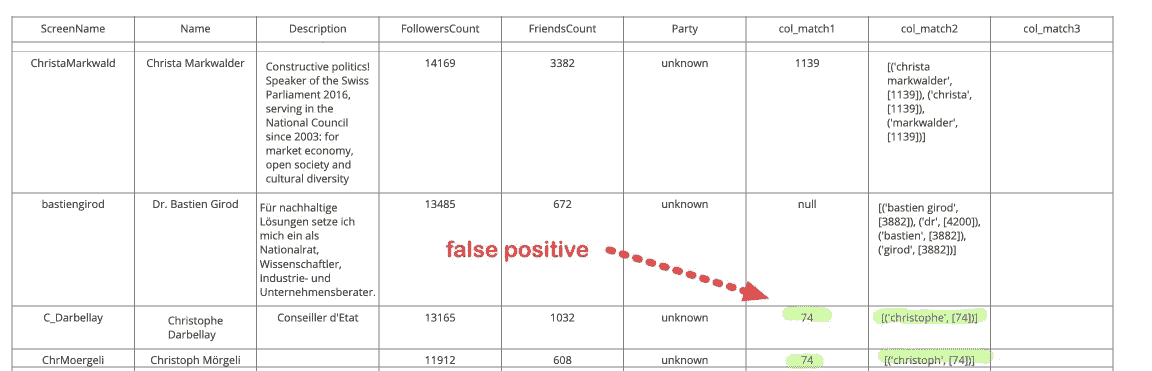 ScreenName Name Description FollowersCount FriendsCount Party col_match1 col_match2 col_match3
ChristaMarkwald Christa Markwalder Constructive politics! 14169 3382 unknown 1139 [('christa
Speaker of the Swiss markwalder',
Parliament 2016, [1139]), ('christa',
serving in the [1139]),
National Council ('markwalder',
since 2003: for [1139])]
market economy,
open society and
cultural diversity
bastiengirod Dr. Bastien Girod Für nachhaltige 13485 672 unknown null [('bastien girod',
Lösungen setze ich [3882]), ('dr', [4200]),
mich ein als ('bastien', [3882]),
Nationalrat, ('girod', [3882])]
Wissenschaftler,
Industrie- und
Unternehmensberater.
false positive
C_Darbellay Christophe Conseiller d'Etat 13165 1032 unknown 74 [('christophe', [74])]
Darbellay
ChrMoergeli Christoph Mörgeli 11912 608 unknown 74 [('christoph', [74])]